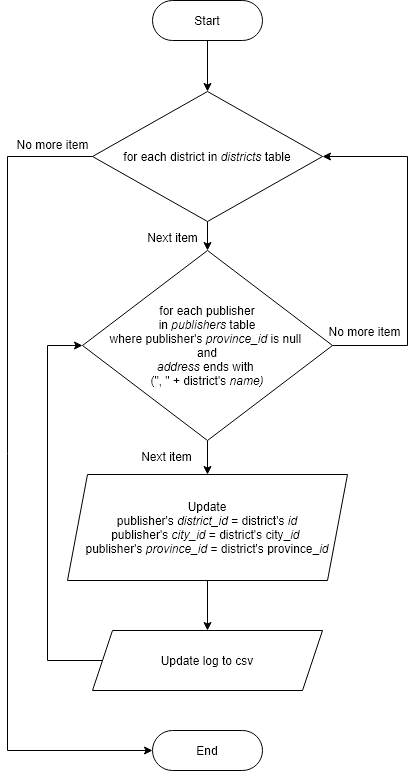 Start
No more item
for each district in districts table
Next item
for each publisher
in publishers table
where publisher's province_id is null
and
address ends with
(", " + district's name)
No more item
Next item
Update
publisher's district_id = district's id
publisher's city_id = district's city_id
publisher's province_id = district's province_id
Update log to csv
End